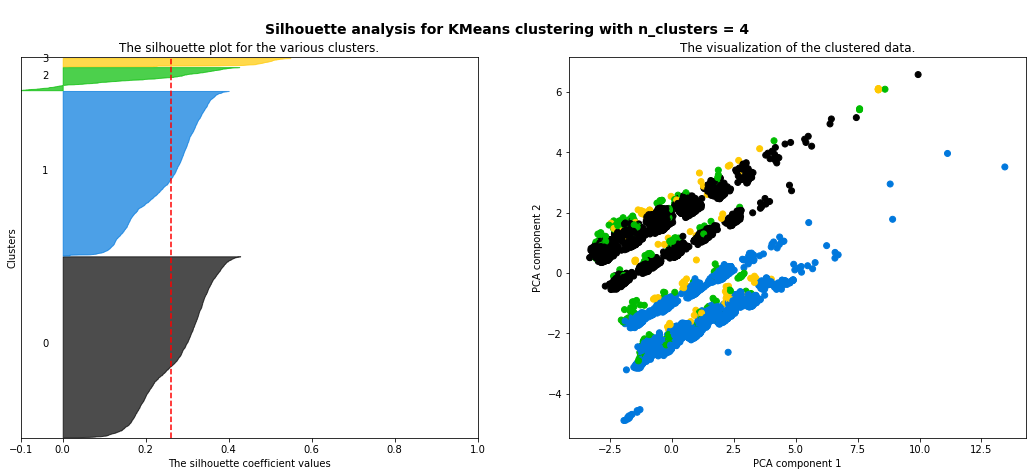 Silhouette analysis for KMeans clustering with n_clusters = 4
The silhouette plot for the various clusters.
3
2
1
0
Clusters
−0.1 0.0 0.2 0.4 0.6 0.8 1.0
The silhouette coefficient values
The visualization of the clustered data.
6
4
2
0
−2
−4
PCA component 2
−2.5 0.0 2.5 5.0 7.5 10.0 12.5
PCA component 1